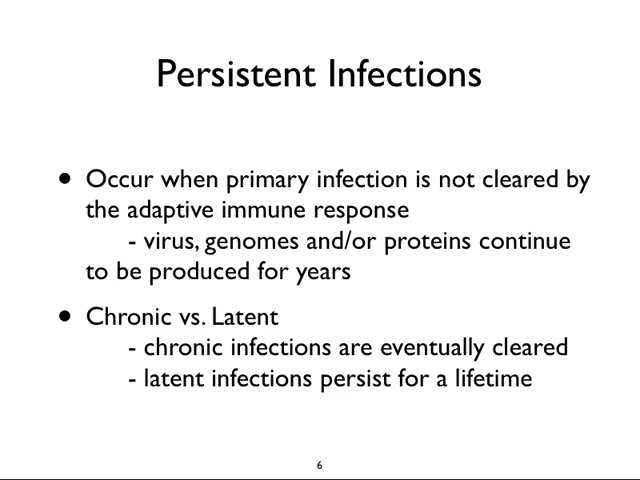 Persistent Infections
• Occur when primary infection is not cleared by
the adaptive immune response
- virus, genomes and/or proteins continue
to be produced for years
• Chronic vs. Latent
- chronic infections are eventually cleared
- latent infections persist for a lifetime
6